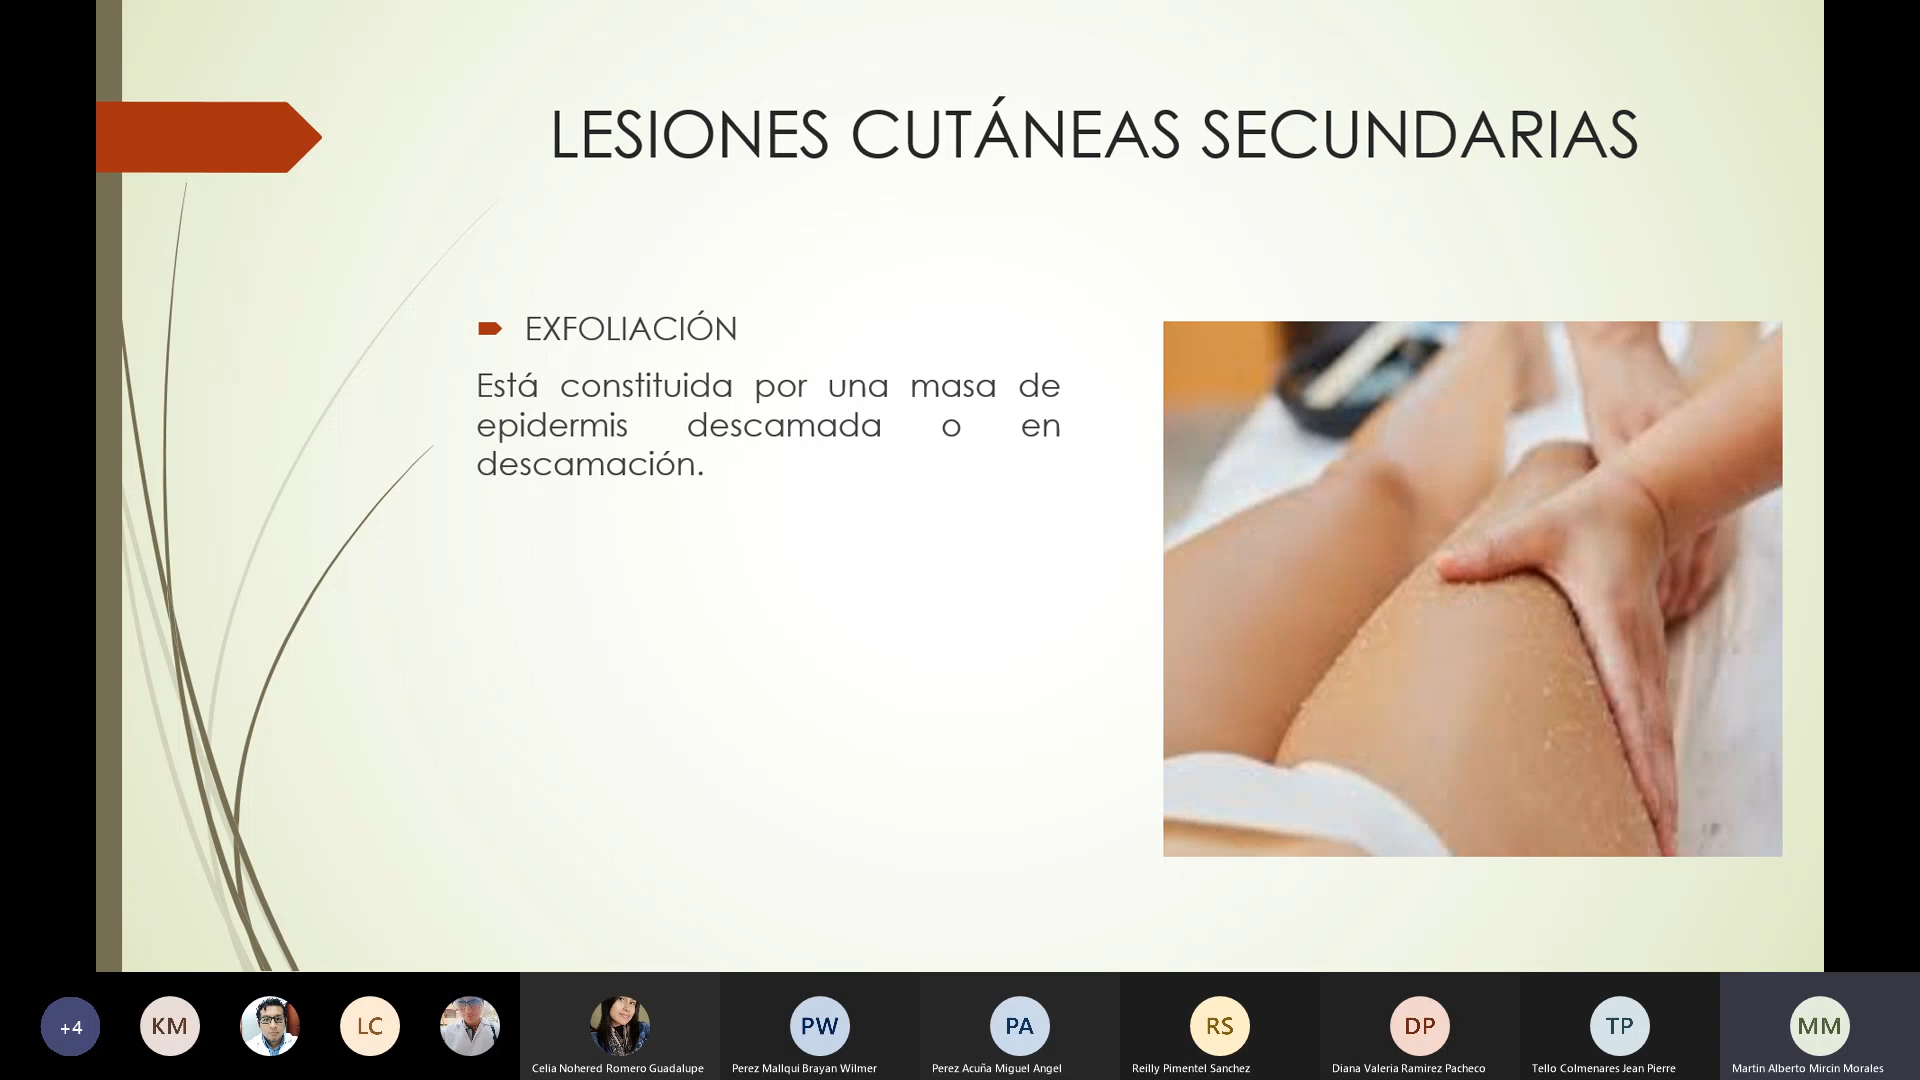 LESIONES CUTÁNEAS SECUNDARIAS
EXFOLIACIÓN
Está constituida por una masa de
epidermis descamada o en
descamación.
+4
KM
LC
PW
PA
RS
DP
TP
MM
Celia Nohered Romero Guadalupe
Perez Mallqui Brayan Wilmer
Perez Acuña Miguel Angel
Reilly Pimentel Sanchez
Diana Valeria Ramirez Pacheco
Tello Colmenares Jean Pierre
Martin Alberto Mircin Morales